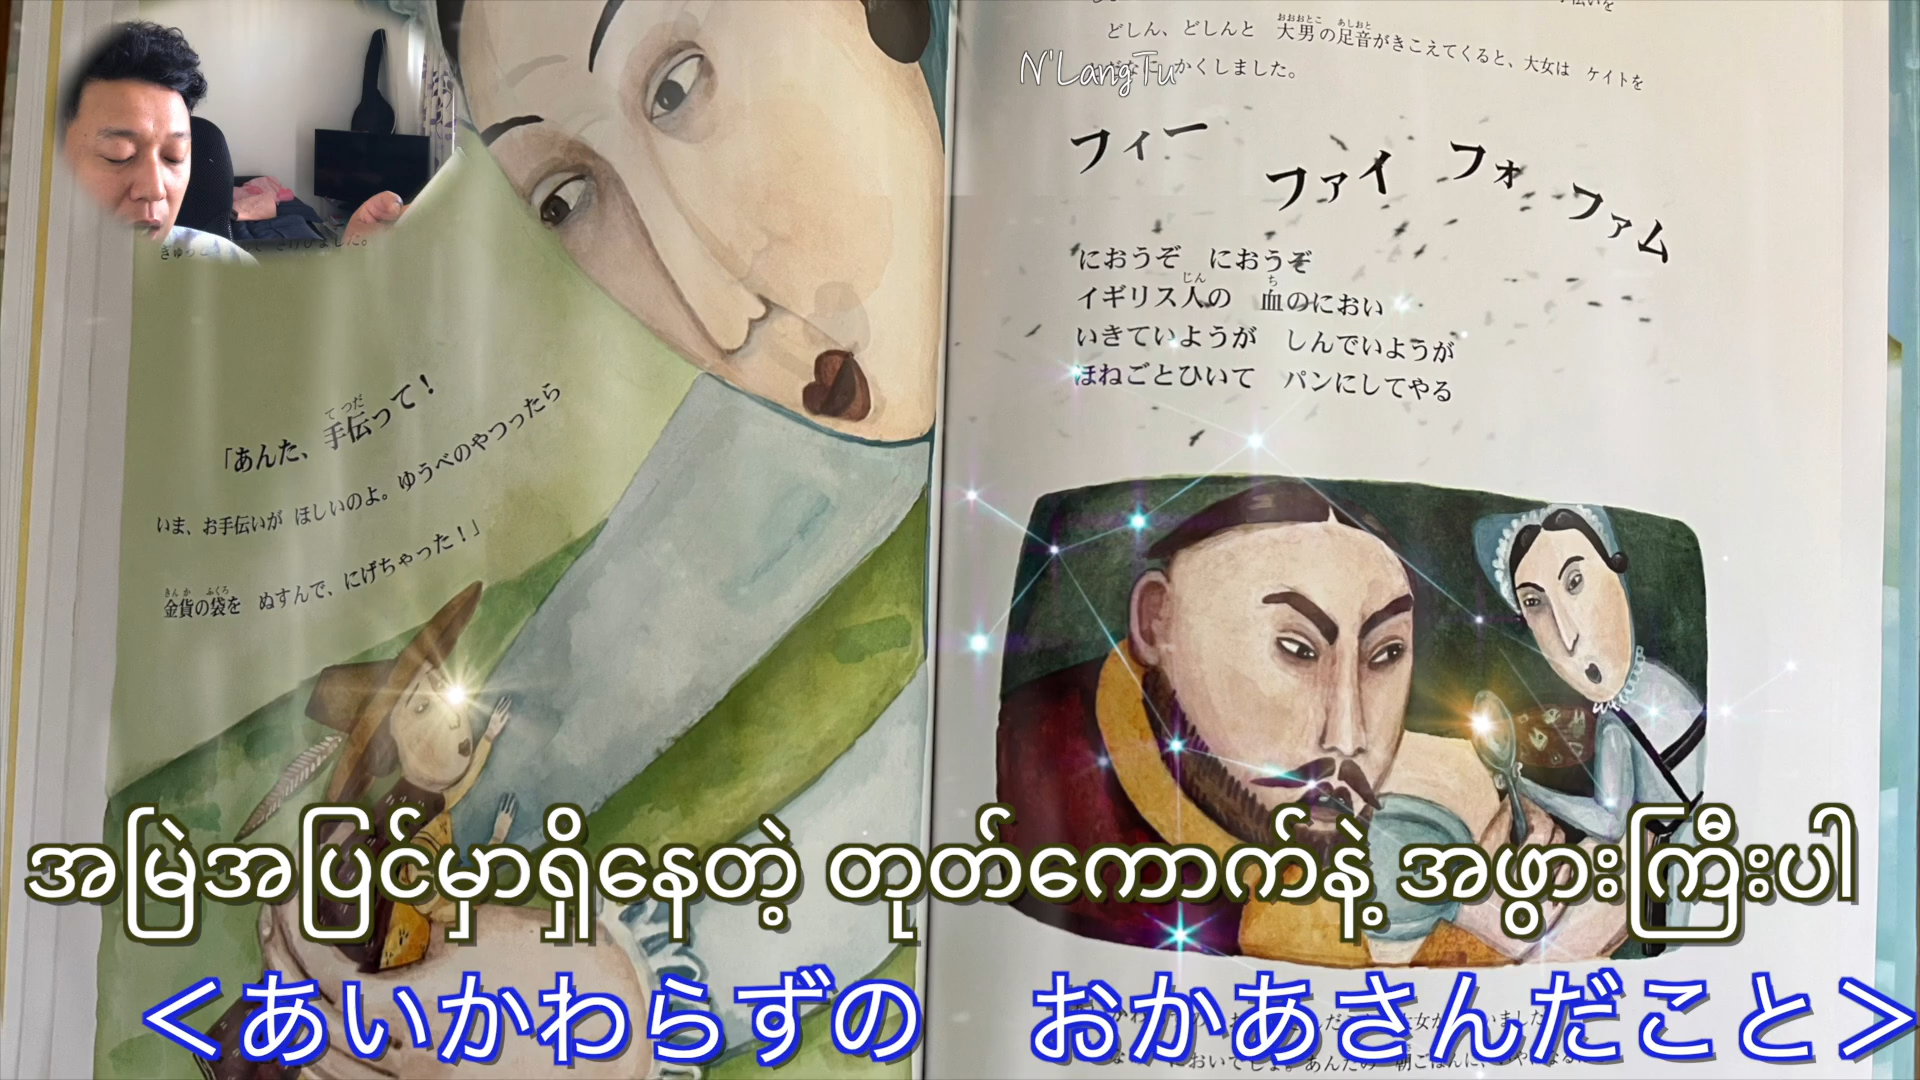 「あんた、手伝って！
いま、お手伝いが ほしいのよ。ゆうべのやつったら
金貨の袋を ぬすんで、にげちゃった！」
どしん、どしんと 大男の足音がきこえてくると、大女は ケイトを
かくしました。
N'LangTu
フィー ファイ フォ ファム
におうぞ におうぞ
イギリス人の 血のにおい
いきていようが しんでいようが
ほねごとひいて パンにしてやる
အမြဲအပြင်မှာရှိနေတဲ့ တုတ်ကောက်နဲ့ အဖွားကြီးပါ
＜あいかわらずの おかあさんだこと＞